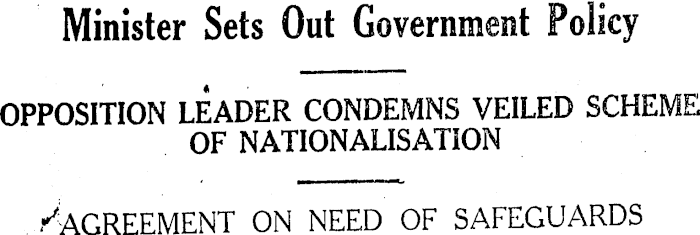 Minister Sets Out Government Policy
OPPOSITION LEADER CONDEMNS VEILED SCHEME
OF NATIONALISATION
AGREEMENT ON NEED OF SAFEGUARDS